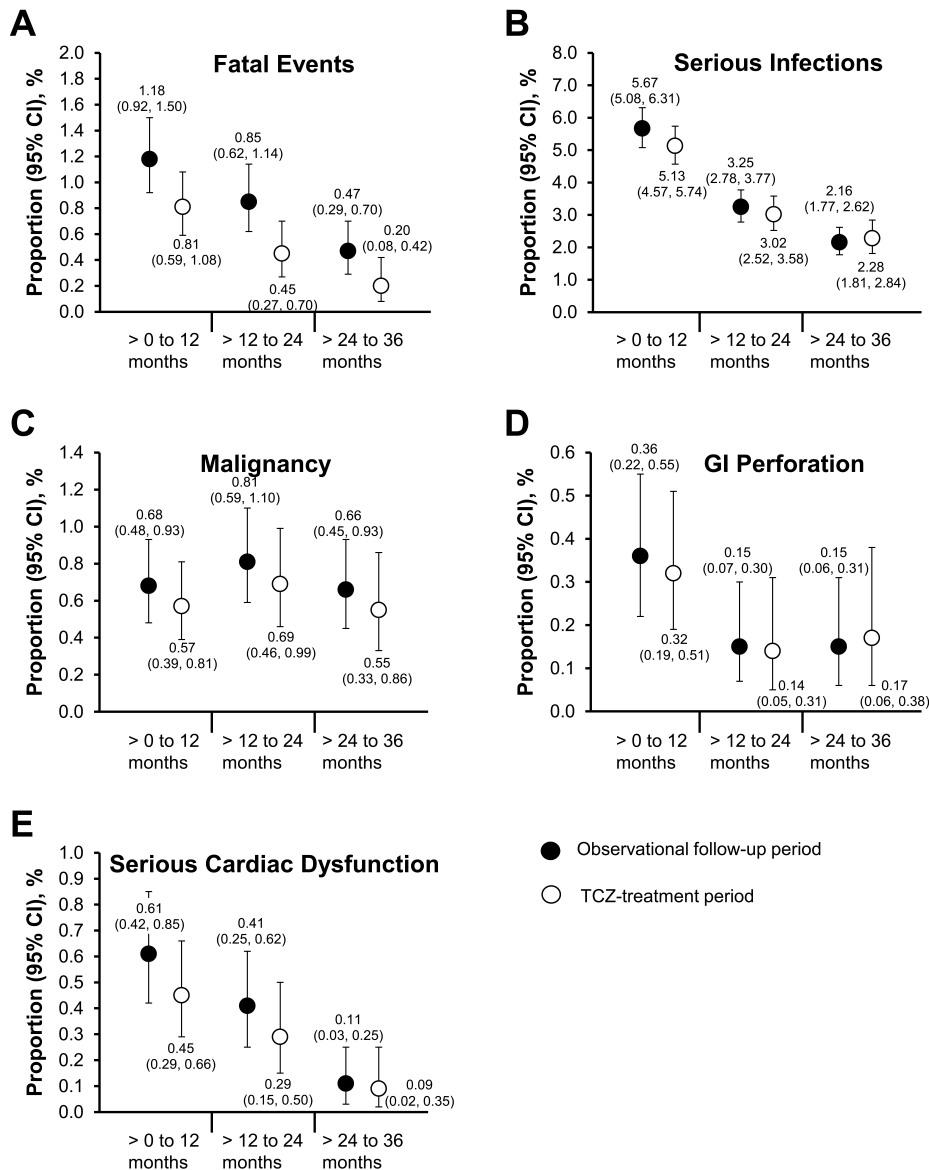 A
Fatal Events
Proportion (95% CI), %
2.0
1.8
1.6
1.4
1.2
1.0
0.8
0.6
0.4
0.2
0.0
1.18
(0.92, 1.50)
0.81
(0.59, 1.08)
0.85
(0.62, 1.14)
0.45
(0.27, 0.70)
0.47
(0.29, 0.70)
0.20
(0.08, 0.42)
> 0 to 12
months
> 12 to 24
months
> 24 to 36
months
B
Serious Infections
Proportion (95% CI), %
8.0
7.0
6.0
5.0
4.0
3.0
2.0
1.0
0.0
5.67
(5.08, 6.31)
5.13
(4.57, 5.74)
3.25
(2.78, 3.77)
3.02
(2.52, 3.58)
2.16
(1.77, 2.62)
2.28
(1.81, 2.84)
> 0 to 12
months
> 12 to 24
months
> 24 to 36
months
C
Malignancy
Proportion (95% CI), %
1.4
1.2
1.0
0.8
0.6
0.4
0.2
0.0
0.68
(0.48, 0.93)
0.57
(0.39, 0.81)
0.81
(0.59, 1.10)
0.69
(0.46, 0.99)
0.66
(0.45, 0.93)
0.55
(0.33, 0.86)
> 0 to 12
months
> 12 to 24
months
> 24 to 36
months
D
GI Perforation
Proportion (95% CI), %
0.6
0.5
0.4
0.3
0.2
0.1
0.0
0.36
(0.22, 0.55)
0.32
(0.19, 0.51)
0.15
(0.07, 0.30)
0.14
(0.05, 0.31)
0.15
(0.06, 0.31)
0.17
(0.06, 0.38)
> 0 to 12
months
> 12 to 24
months
> 24 to 36
months
E
Serious Cardiac Dysfunction
Proportion (95% CI), %
1.0
0.9
0.8
0.7
0.6
0.5
0.4
0.3
0.2
0.1
0.0
0.61
(0.42, 0.85)
0.45
(0.29, 0.66)
0.41
(0.25, 0.62)
0.29
(0.15, 0.50)
0.11
(0.03, 0.25)
0.09
(0.02, 0.35)
> 0 to 12
months
> 12 to 24
months
> 24 to 36
months
Observational follow-up period
TCZ-treatment period